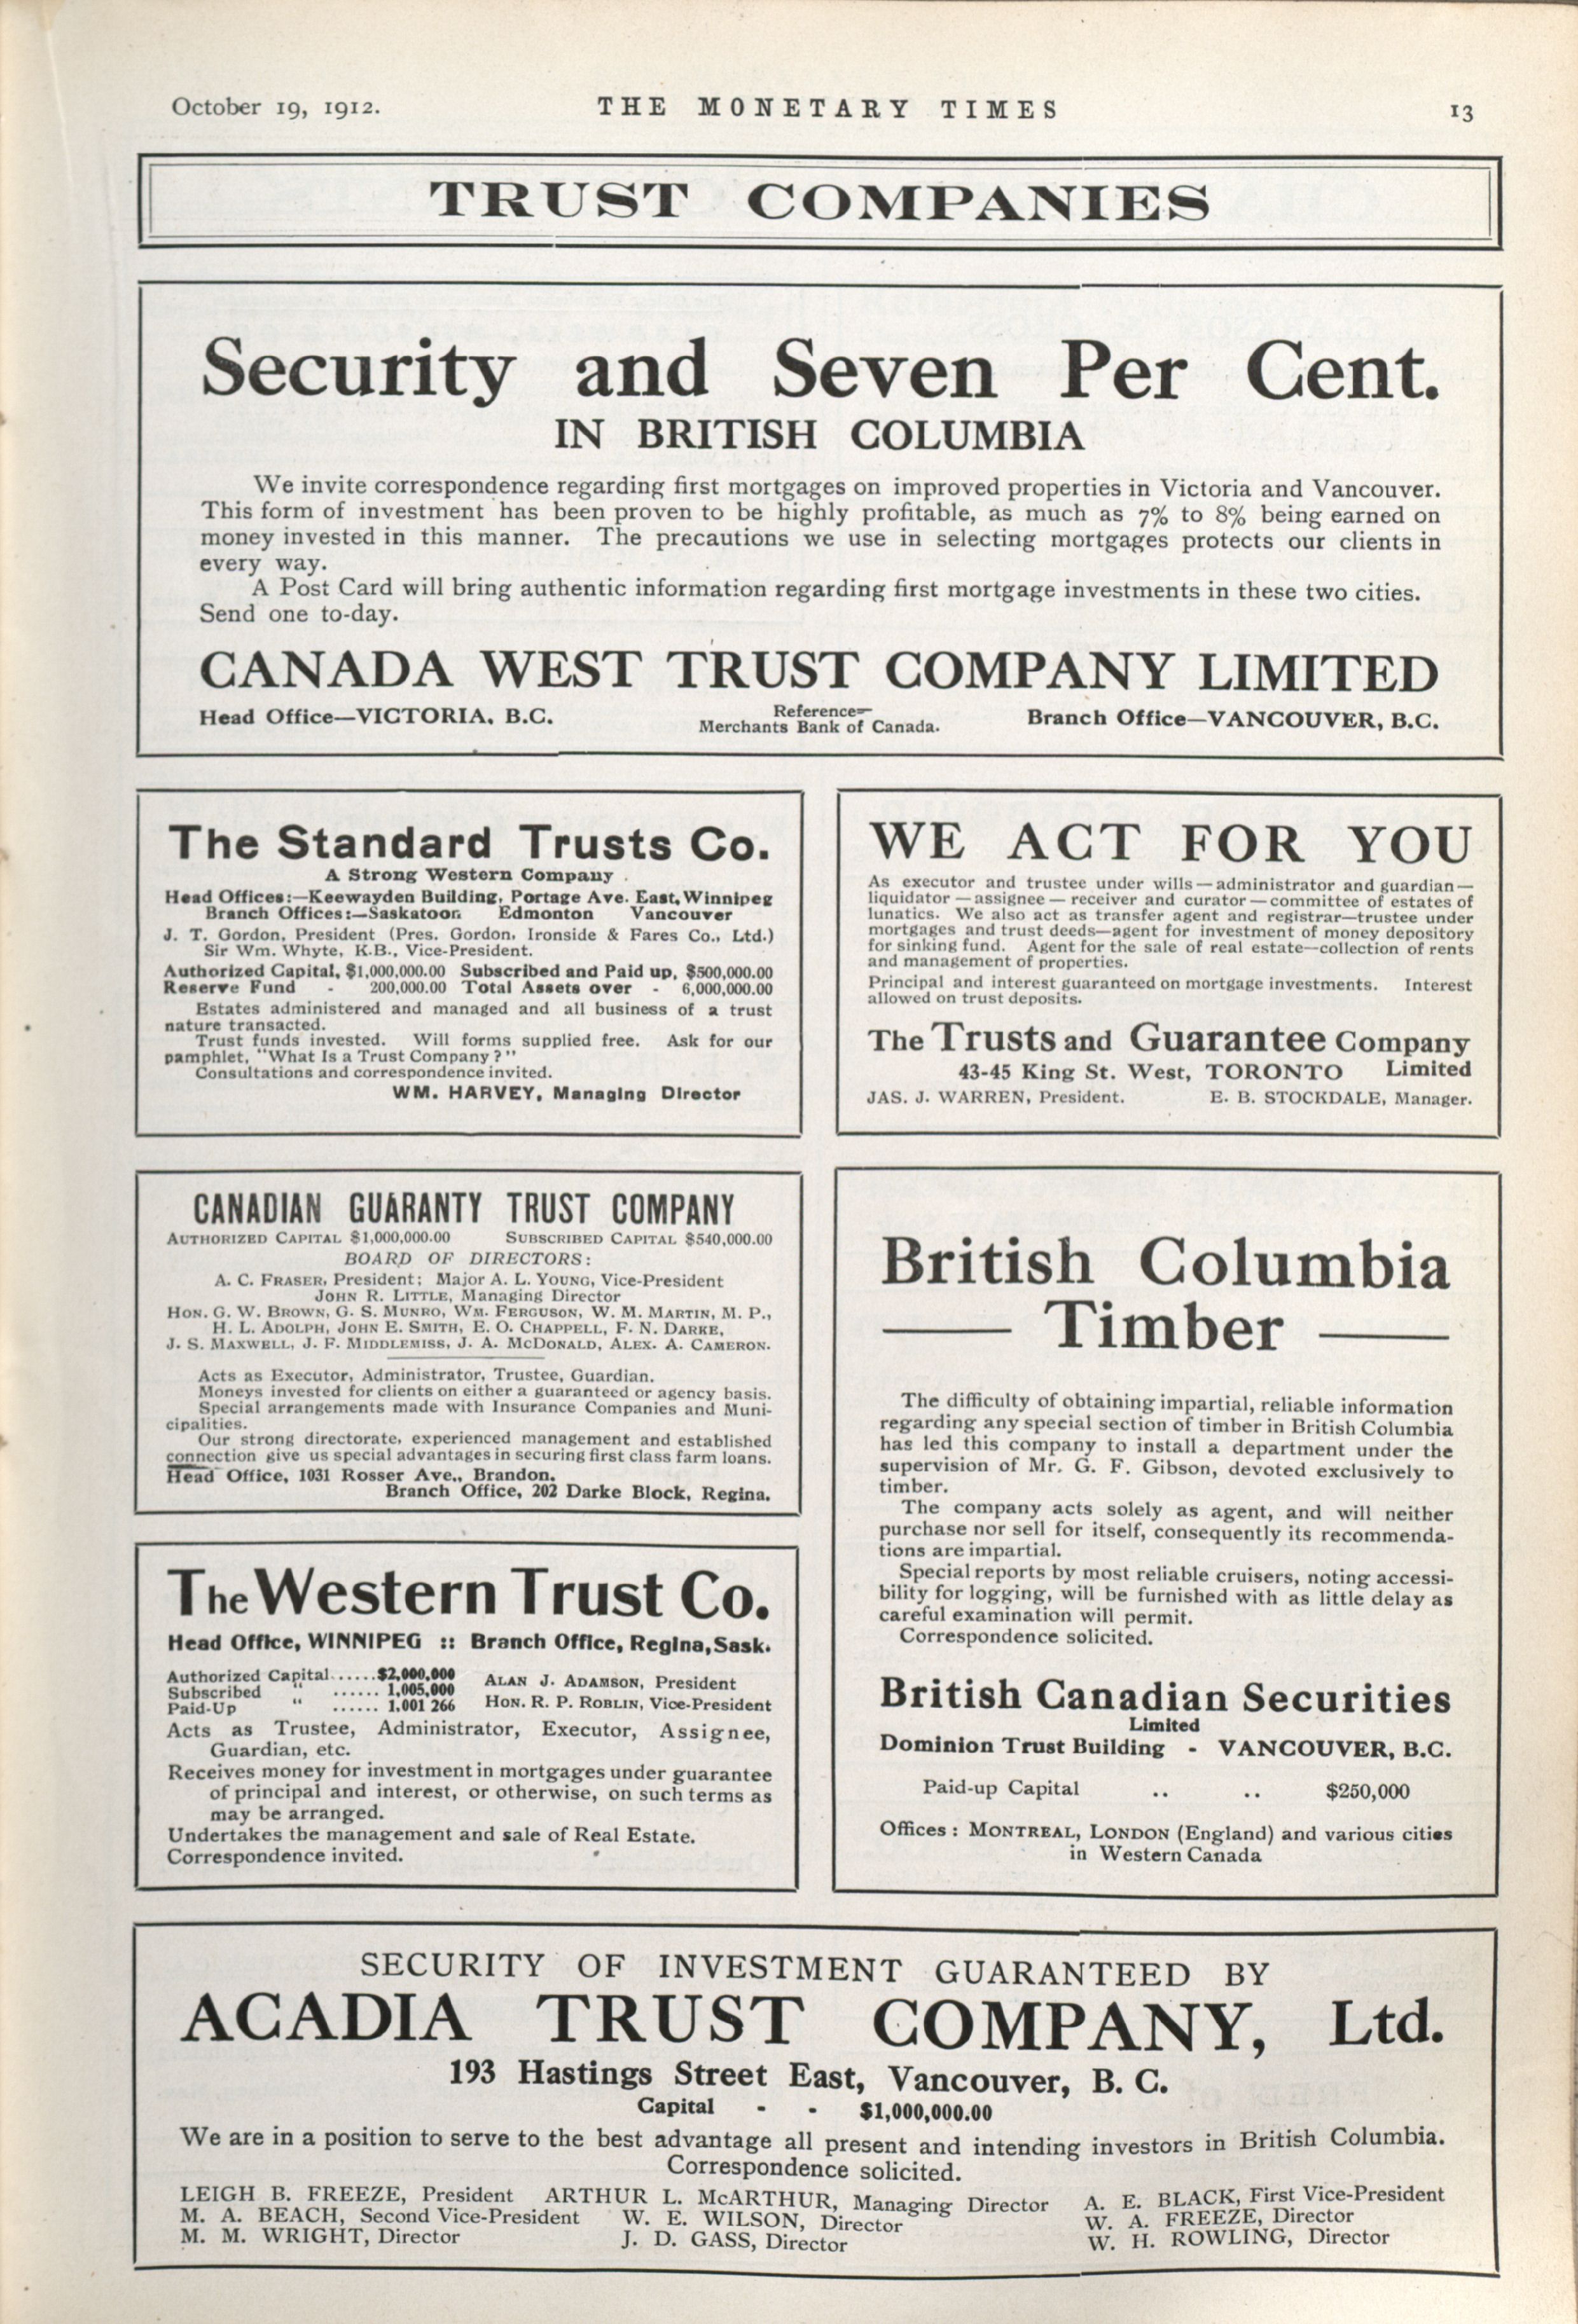 October 19, 1912.
THE MONETARY TIMES
13
TRUST COMPANIES
Security and Seven Per Cent.
IN BRITISH COLUMBIA
We invite correspondence regarding first mortgages on improved properties in Victoria and Vancouver.
This form of investment has been proven to be highly profitable, as much as 7% to 8% being earned on
money invested in this manner. The precautions we use in selecting mortgages protects our clients in
every way.
A Post Card will bring authentic information regarding first mortgage investments in these two cities.
Send one to-day.
CANADA WEST TRUST COMPANY LIMITED
Head Office—VICTORIA, B.C.
Reference—
Merchants Bank of Canada.
Branch Office—VANCOUVER, B.C.
The Standard Trusts Co.
A Strong Western Company
Head Offices:—Keewayden Building, Portage Ave. East, Winnipeg
Branch Offices:—Saskatoon Edmonton Vancouver
J. T. Gordon, President (Pres. Gordon, Ironside & Fares Co., Ltd.)
Sir Wm. Whyte, K.B., Vice-President.
Authorized Capital, $1,000,000.00 Subscribed and Paid up, $500,000.00
Reserve Fund - 200,000.00 Total Assets over - 6,000,000.00
Estates administered and managed and all business of a trust
nature transacted.
Trust funds invested. Will forms supplied free. Ask for our
pamphlet, "What Is a Trust Company?"
Consultations and correspondence invited.
WM. HARVEY, Managing Director
WE ACT FOR YOU
As executor and trustee under wills—administrator and guardian—
liquidator—assignee—receiver and curator—committee of estates of
lunatics. We also act as transfer agent and registrar—trustee under
mortgages and trust deeds—agent for investment of money depository
for sinking fund. Agent for the sale of real estate—collection of rents
and management of properties.
Principal and interest guaranteed on mortgage investments. Interest
allowed on trust deposits.
The Trusts and Guarantee Company
43-45 King St. West, TORONTO Limited
JAS. J. WARREN, President. E. B. STOCKDALE, Manager.
CANADIAN GUARANTY TRUST COMPANY
AUTHORIZED CAPITAL $1,000,000.00 SUBSCRIBED CAPITAL $540,000.00
BOARD OF DIRECTORS:
A. C. FRASER, President; Major A. L. YOUNG, Vice-President
JOHN R. LITTLE, Managing Director
HON. G. W. BROWN, G. S. MUNRO, WM. FERGUSON, W. M. MARTIN, M. P.,
H. L. ADOLPH, JOHN E. SMITH, E. O. CHAPPELL, F. N. DARKE,
J. S. MAXWELL, J. F. MIDDLEMISS, J. A. MCDONALD, ALEX. A. CAMERON.
Acts as Executor, Administrator, Trustee, Guardian.
Moneys invested for clients on either a guaranteed or agency basis.
Special arrangements made with Insurance Companies and Muni-
cipalities.
Our strong directorate, experienced management and established
connection give us special advantages in securing first class farm loans.
Head Office, 1031 Rosser Ave., Brandon.
Branch Office, 202 Darke Block, Regina.
The Western Trust Co.
Head Office, WINNIPEG :: Branch Office, Regina, Sask.
Authorized Capital......$2,000,000
Subscribed " ...... 1,005,000
Paid-Up " ...... 1,001 266
ALAN J. ADAMSON, President
HON. R. P. ROBLIN, Vice-President
Acts as Trustee, Administrator, Executor, Assignee,
Guardian, etc.
Receives money for investment in mortgages under guarantee
of principal and interest, or otherwise, on such terms as
may be arranged.
Undertakes the management and sale of Real Estate.
Correspondence invited.
British Columbia
Timber
The difficulty of obtaining impartial, reliable information
regarding any special section of timber in British Columbia
has led this company to install a department under the
supervision of Mr. G. F. Gibson, devoted exclusively to
timber.
The company acts solely as agent, and will neither
purchase nor sell for itself, consequently its recommenda-
tions are impartial.
Special reports by most reliable cruisers, noting accessi-
bility for logging, will be furnished with as little delay as
careful examination will permit.
Correspondence solicited.
British Canadian Securities
Limited
Dominion Trust Building - VANCOUVER, B.C.
Paid-up Capital .. .. $250,000
Offices: MONTREAL, LONDON (England) and various cities
in Western Canada
SECURITY OF INVESTMENT GUARANTEED BY
ACADIA TRUST COMPANY, Ltd.
193 Hastings Street East, Vancouver, B. C.
Capital - - $1,000,000.00
We are in a position to serve to the best advantage all present and intending investors in British Columbia.
Correspondence solicited.
LEIGH B. FREEZE, President ARTHUR L. McARTHUR, Managing Director A. E. BLACK, First Vice-President
M. A. BEACH, Second Vice-President W. E. WILSON, Director W. A. FREEZE, Director
M. M. WRIGHT, Director J. D. GASS, Director W. H. ROWLING, Director